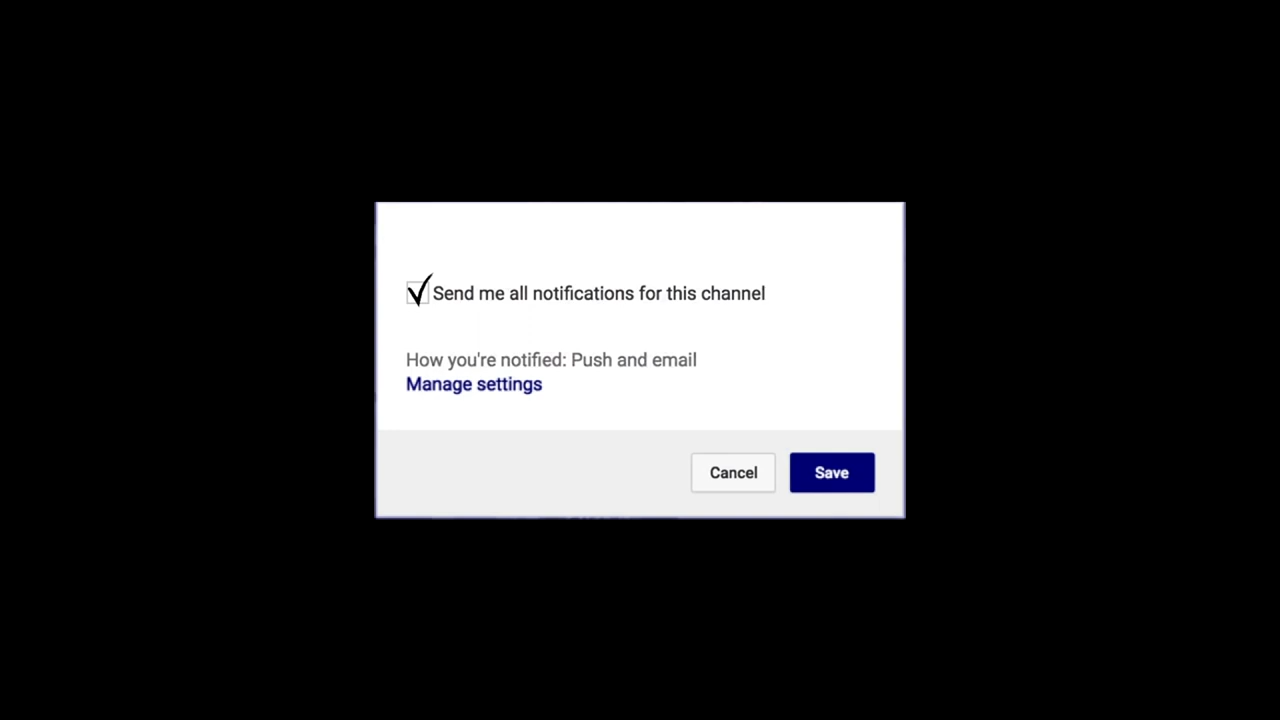 Send me all notifications for this channel
How you're notified: Push and email
Manage settings
Cancel Save